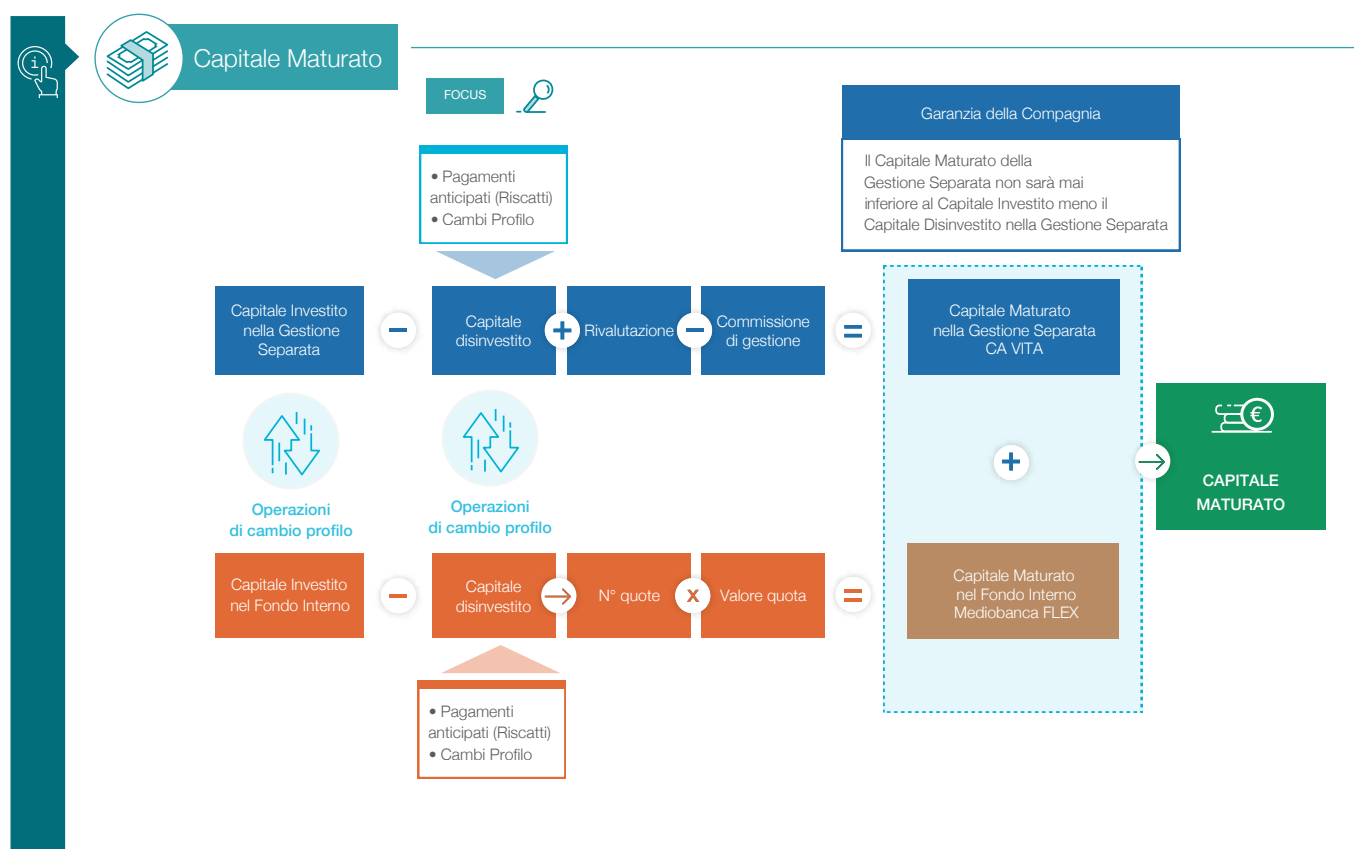 Capitale Maturato
FOCUS
Garanzia della Compagnia
Il Capitale Maturato della
Gestione Separata non sarà mai
inferiore al Capitale Investito meno il
Capitale Disinvestito nella Gestione Separata
• Pagamenti
anticipati (Riscatti)
• Cambi Profilo
Capitale Investito
nella Gestione
Separata
−
Capitale
disinvestito
+
Rivalutazione
−
Commissione
di gestione
=
Capitale Maturato
nella Gestione Separata
CA VITA
Operazioni
di cambio profilo
Operazioni
di cambio profilo
+
€
CAPITALE
MATURATO
Capitale Investito
nel Fondo Interno
−
Capitale
disinvestito
N° quote
x
Valore quota
=
Capitale Maturato
nel Fondo Interno
Mediobanca FLEX
• Pagamenti
anticipati (Riscatti)
• Cambi Profilo